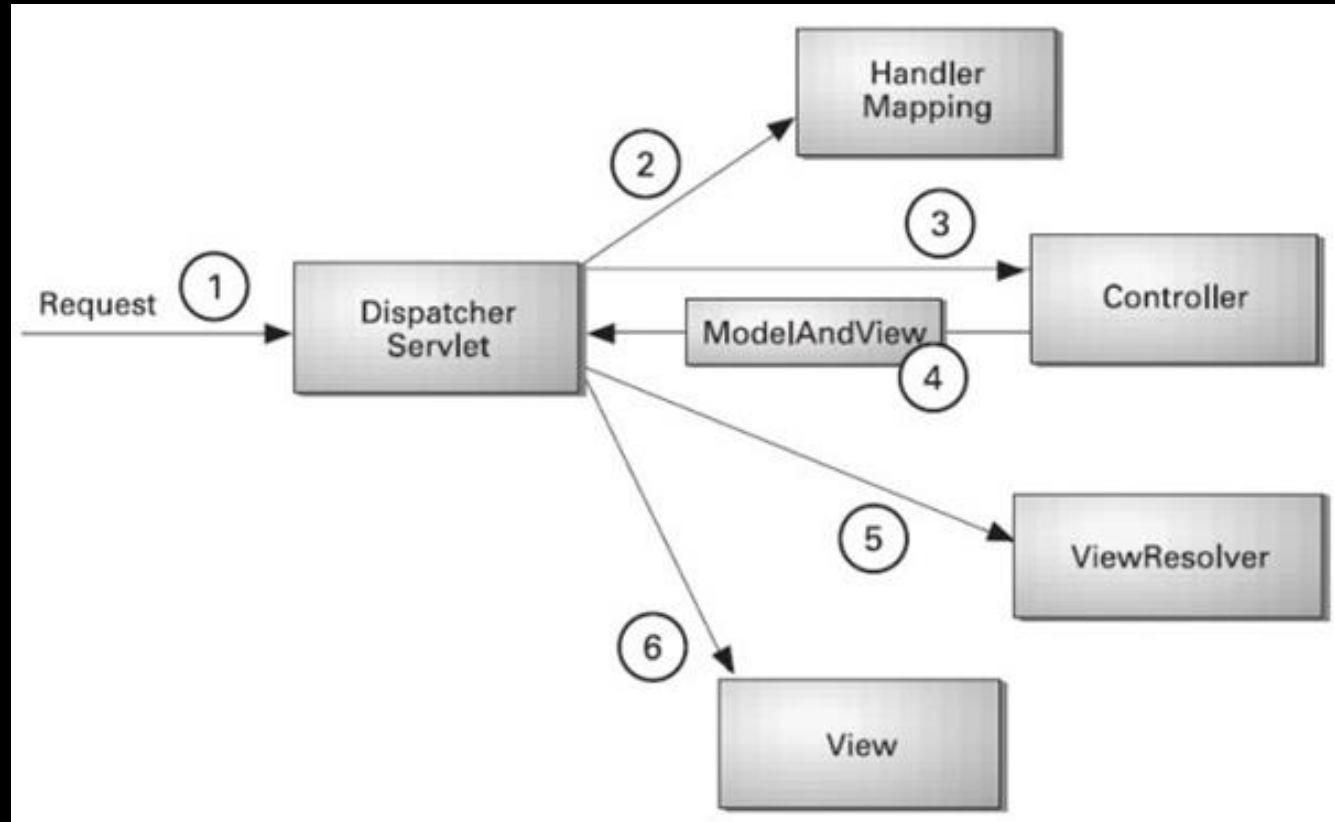 Handler
Mapping
2
3
Request
1
Dispatcher
Servlet
Controller
ModelAndView
4
5
ViewResolver
6
View